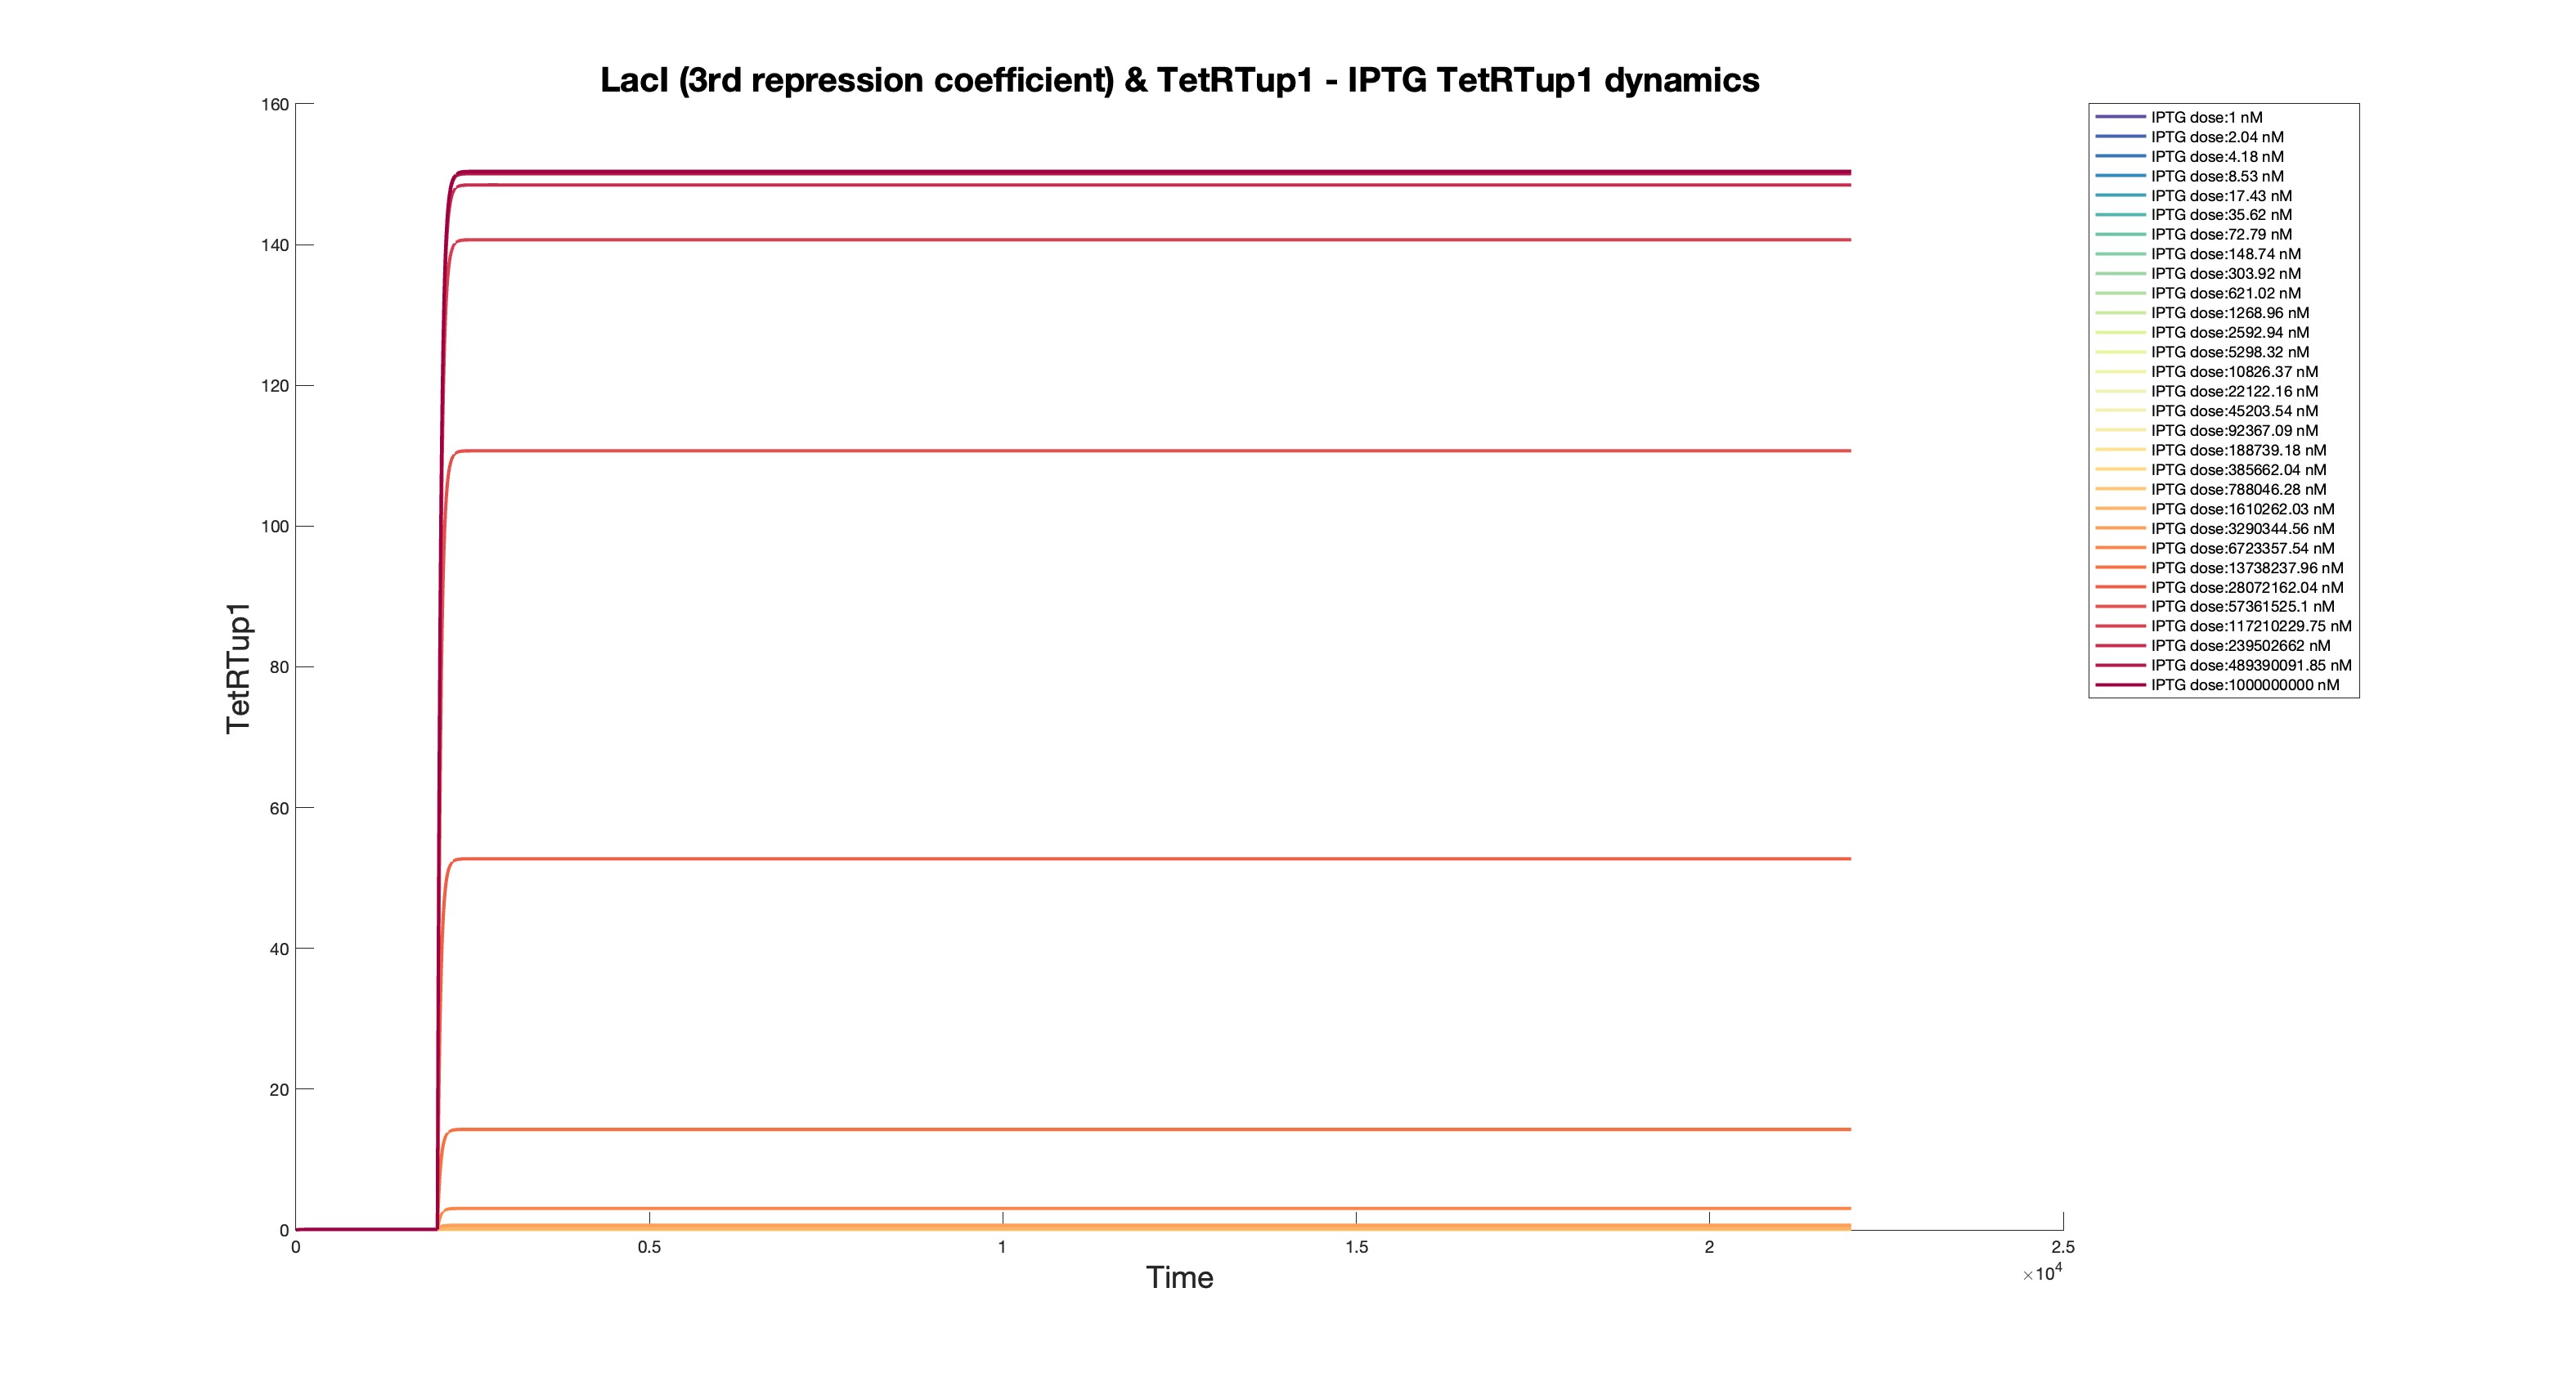 LacI (3rd repression coefficient) & TetRTup1 - IPTG TetRTup1 dynamics
160
140
120
100
80
60
40
20
0
TetRTup1
0 0.5 1 1.5 2 2.5
×10^4
Time
IPTG dose:1 nM
IPTG dose:2.04 nM
IPTG dose:4.18 nM
IPTG dose:8.53 nM
IPTG dose:17.43 nM
IPTG dose:35.62 nM
IPTG dose:72.79 nM
IPTG dose:148.74 nM
IPTG dose:303.92 nM
IPTG dose:621.02 nM
IPTG dose:1268.96 nM
IPTG dose:2592.94 nM
IPTG dose:5298.32 nM
IPTG dose:10826.37 nM
IPTG dose:22122.16 nM
IPTG dose:45203.54 nM
IPTG dose:92367.09 nM
IPTG dose:188739.18 nM
IPTG dose:385662.04 nM
IPTG dose:788046.28 nM
IPTG dose:1610262.03 nM
IPTG dose:3290344.56 nM
IPTG dose:6723357.54 nM
IPTG dose:13738237.96 nM
IPTG dose:28072162.04 nM
IPTG dose:57361525.1 nM
IPTG dose:117210229.75 nM
IPTG dose:239502662 nM
IPTG dose:489390091.85 nM
IPTG dose:1000000000 nM